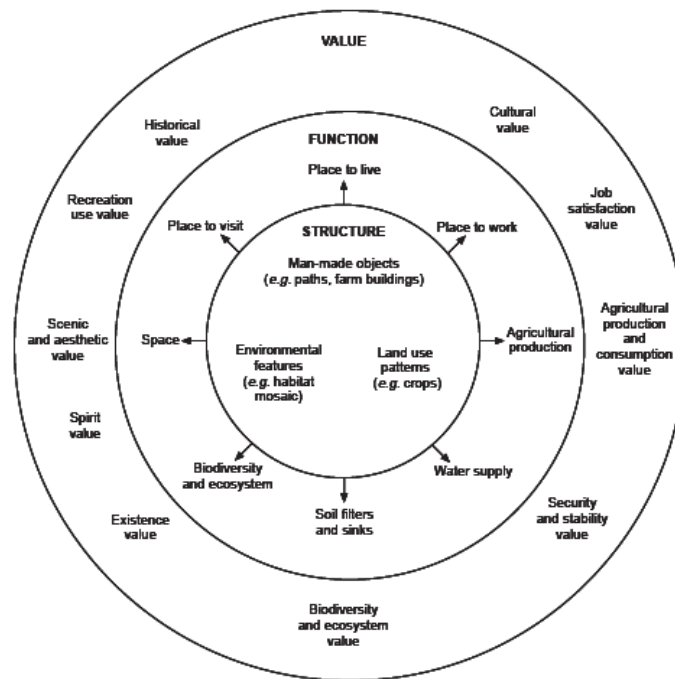 VALUE
Historical
value
Cultural
value
FUNCTION
Place to live
Recreation
use value
Job
satisfaction
value
Place to visit
Place to work
STRUCTURE
Man-made objects
(e.g. paths, farm buildings)
Scenic
and aesthetic
value
Space
Environmental
features
(e.g. habitat
mosaic)
Land use
patterns
(e.g. crops)
Agricultural
production
Agricultural
production
and
consumption
value
Spirit
value
Biodiversity
and ecosystem
Water supply
Soil filters
and sinks
Existence
value
Security
and stability
value
Biodiversity
and ecosystem
value